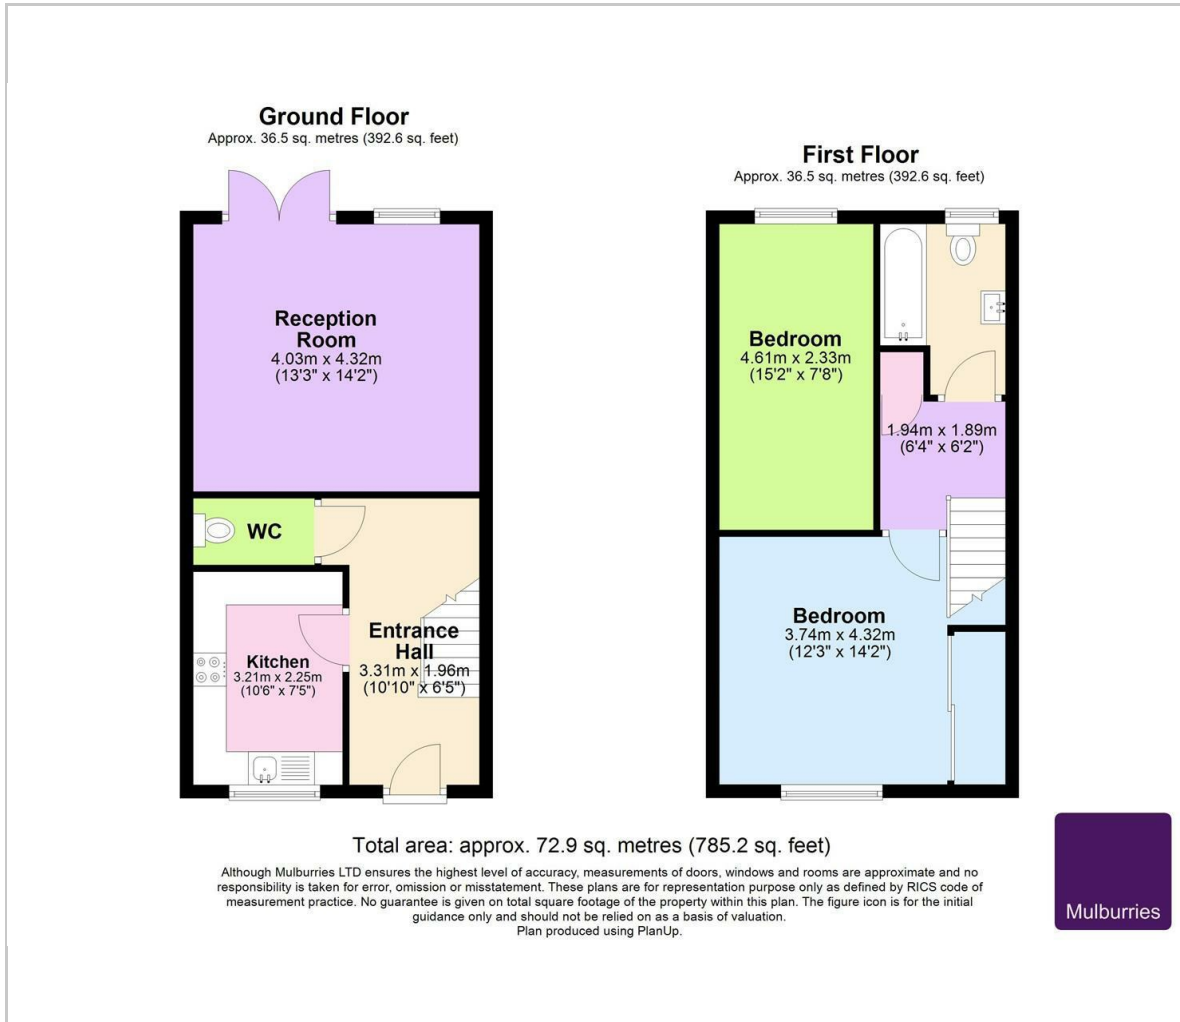 Ground Floor
Approx. 36.5 sq. metres (392.6 sq. feet)
Reception
Room
4.03m x 4.32m
(13'3" x 14'2")
WC
Kitchen
3.21m x 2.25m
(10'6" x 7'5")
Entrance
Hall
3.31m x 1.96m
(10'10" x 6'5")
First Floor
Approx. 36.5 sq. metres (392.6 sq. feet)
Bedroom
4.61m x 2.33m
(15'2" x 7'8")
1.94m x 1.89m
(6'4" x 6'2")
Bedroom
3.74m x 4.32m
(12'3" x 14'2")
Total area: approx. 72.9 sq. metres (785.2 sq. feet)
Although Mulburries LTD ensures the highest level of accuracy, measurements of doors, windows and rooms are approximate and no
responsibility is taken for error, omission or misstatement. These plans are for representation purpose only as defined by RICS code of
measurement practice. No guarantee is given on total square footage of the property within this plan. The figure icon is for the initial
guidance only and should not be relied on as a basis of valuation.
Plan produced using PlanUp.
Mulburries